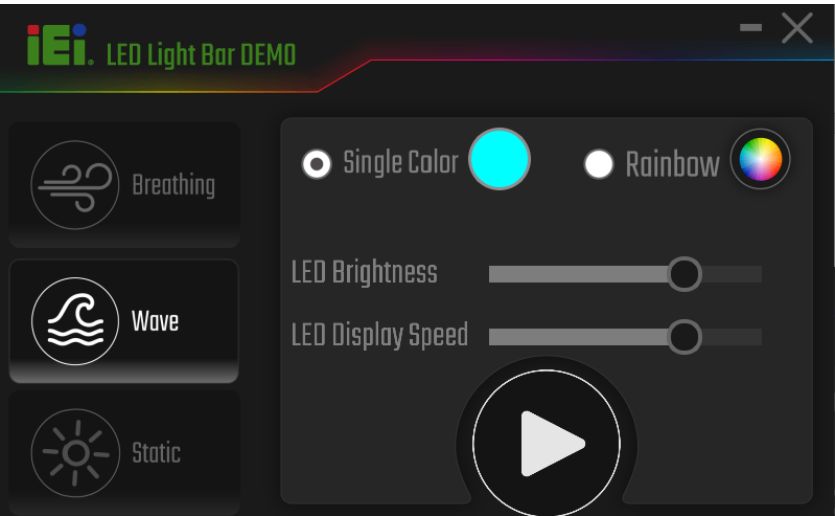 iEi. LED Light Bar DEMO
Breathing
Wave
Static
Single Color
Rainbow
LED Brightness
LED Display Speed